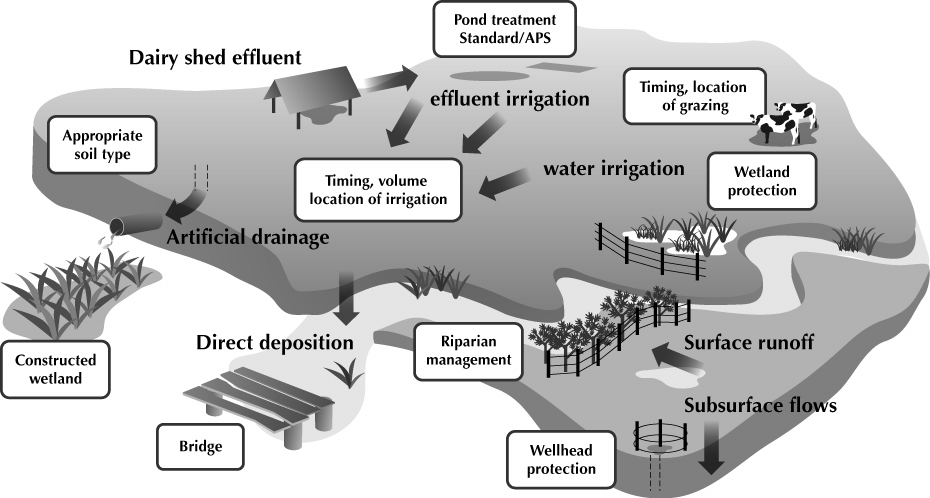 Pond treatment
Standard/APS
Dairy shed effluent
effluent irrigation
Timing, location
of grazing
Appropriate
soil type
Timing, volume
location of irrigation
water irrigation
Wetland
protection
Artificial drainage
Constructed
wetland
Direct deposition
Riparian
management
Surface runoff
Subsurface flows
Bridge
Wellhead
protection